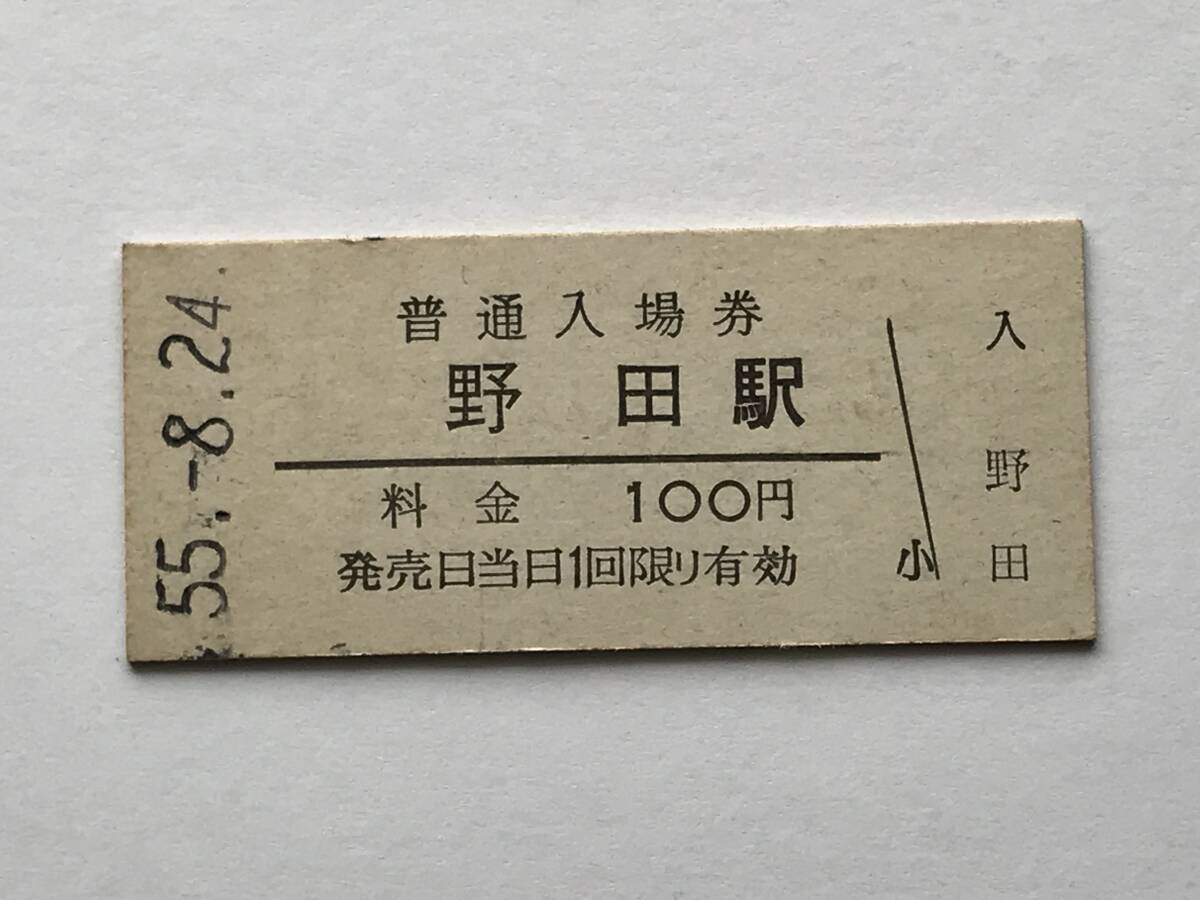 55.-8.24.
普通入場券
野田駅
料金 100円
発売日当日1回限り有効
小
入
野
田